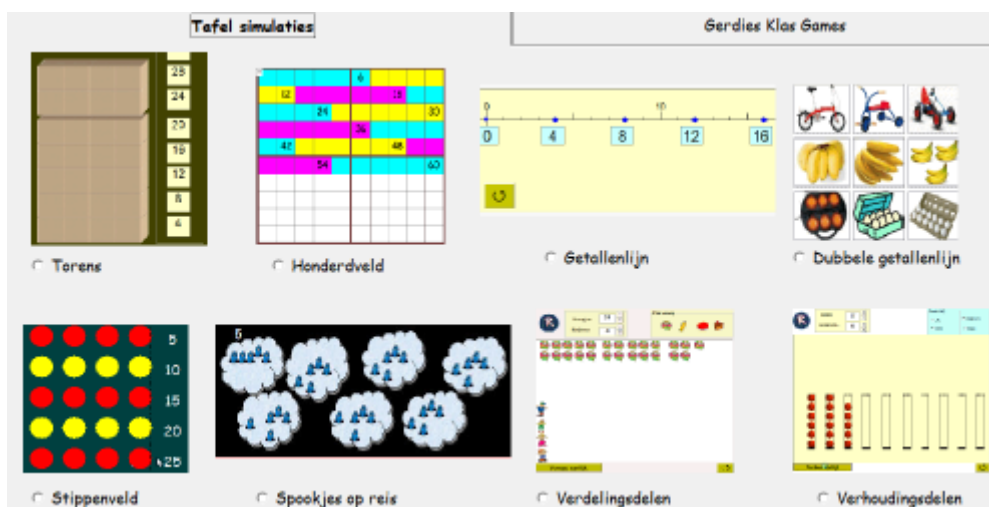 Tafel simulaties
Gerdies Klas Games
28
24
20
16
12
8
4
6
12 18
24 30
36
42 48
54 60
0 10
0 4 8 12 16
Torens
Honderdveld
Getallenlijn
Dubbele getallenlijn
5
10
15
20
25
5
Stippenveld
Spookjes op reis
Verdelingsdelen
Verhoudingsdelen